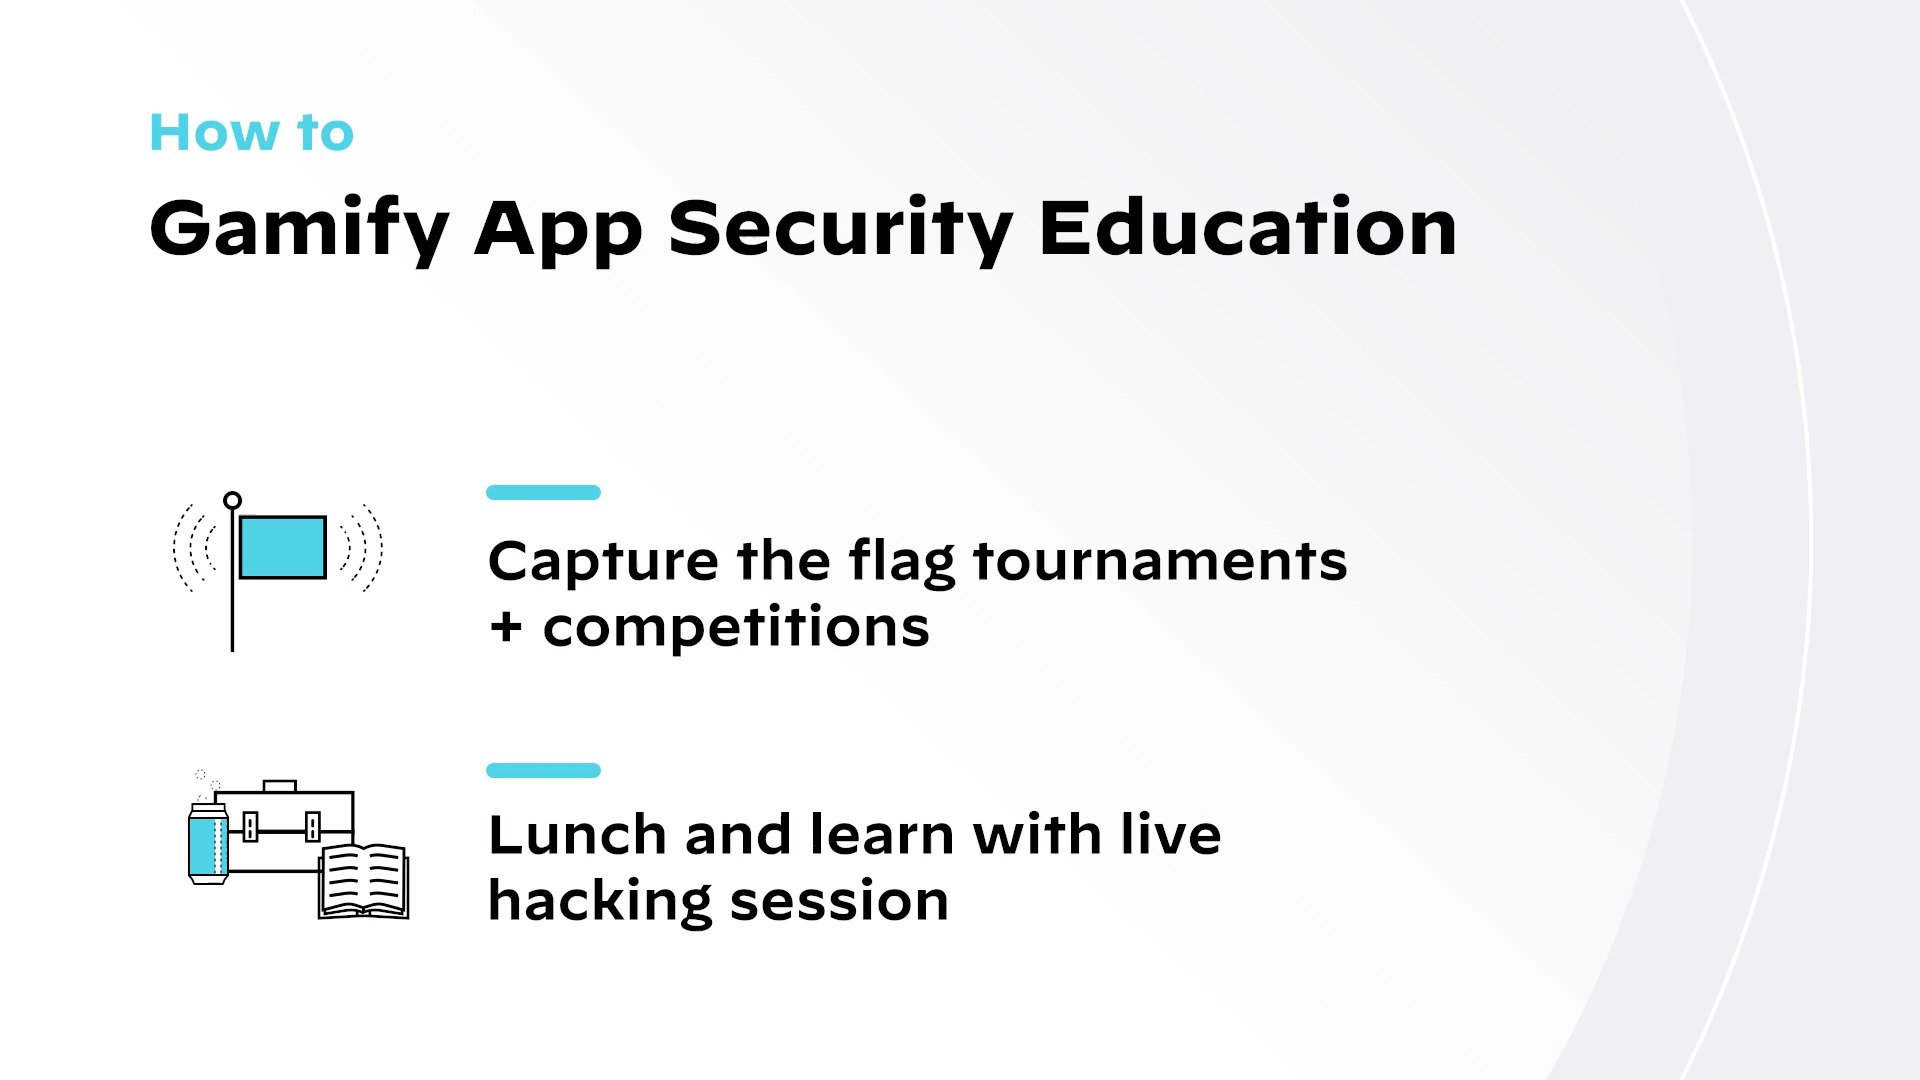 How to
Gamify App Security Education
Capture the flag tournaments
+ competitions
Lunch and learn with live
hacking session